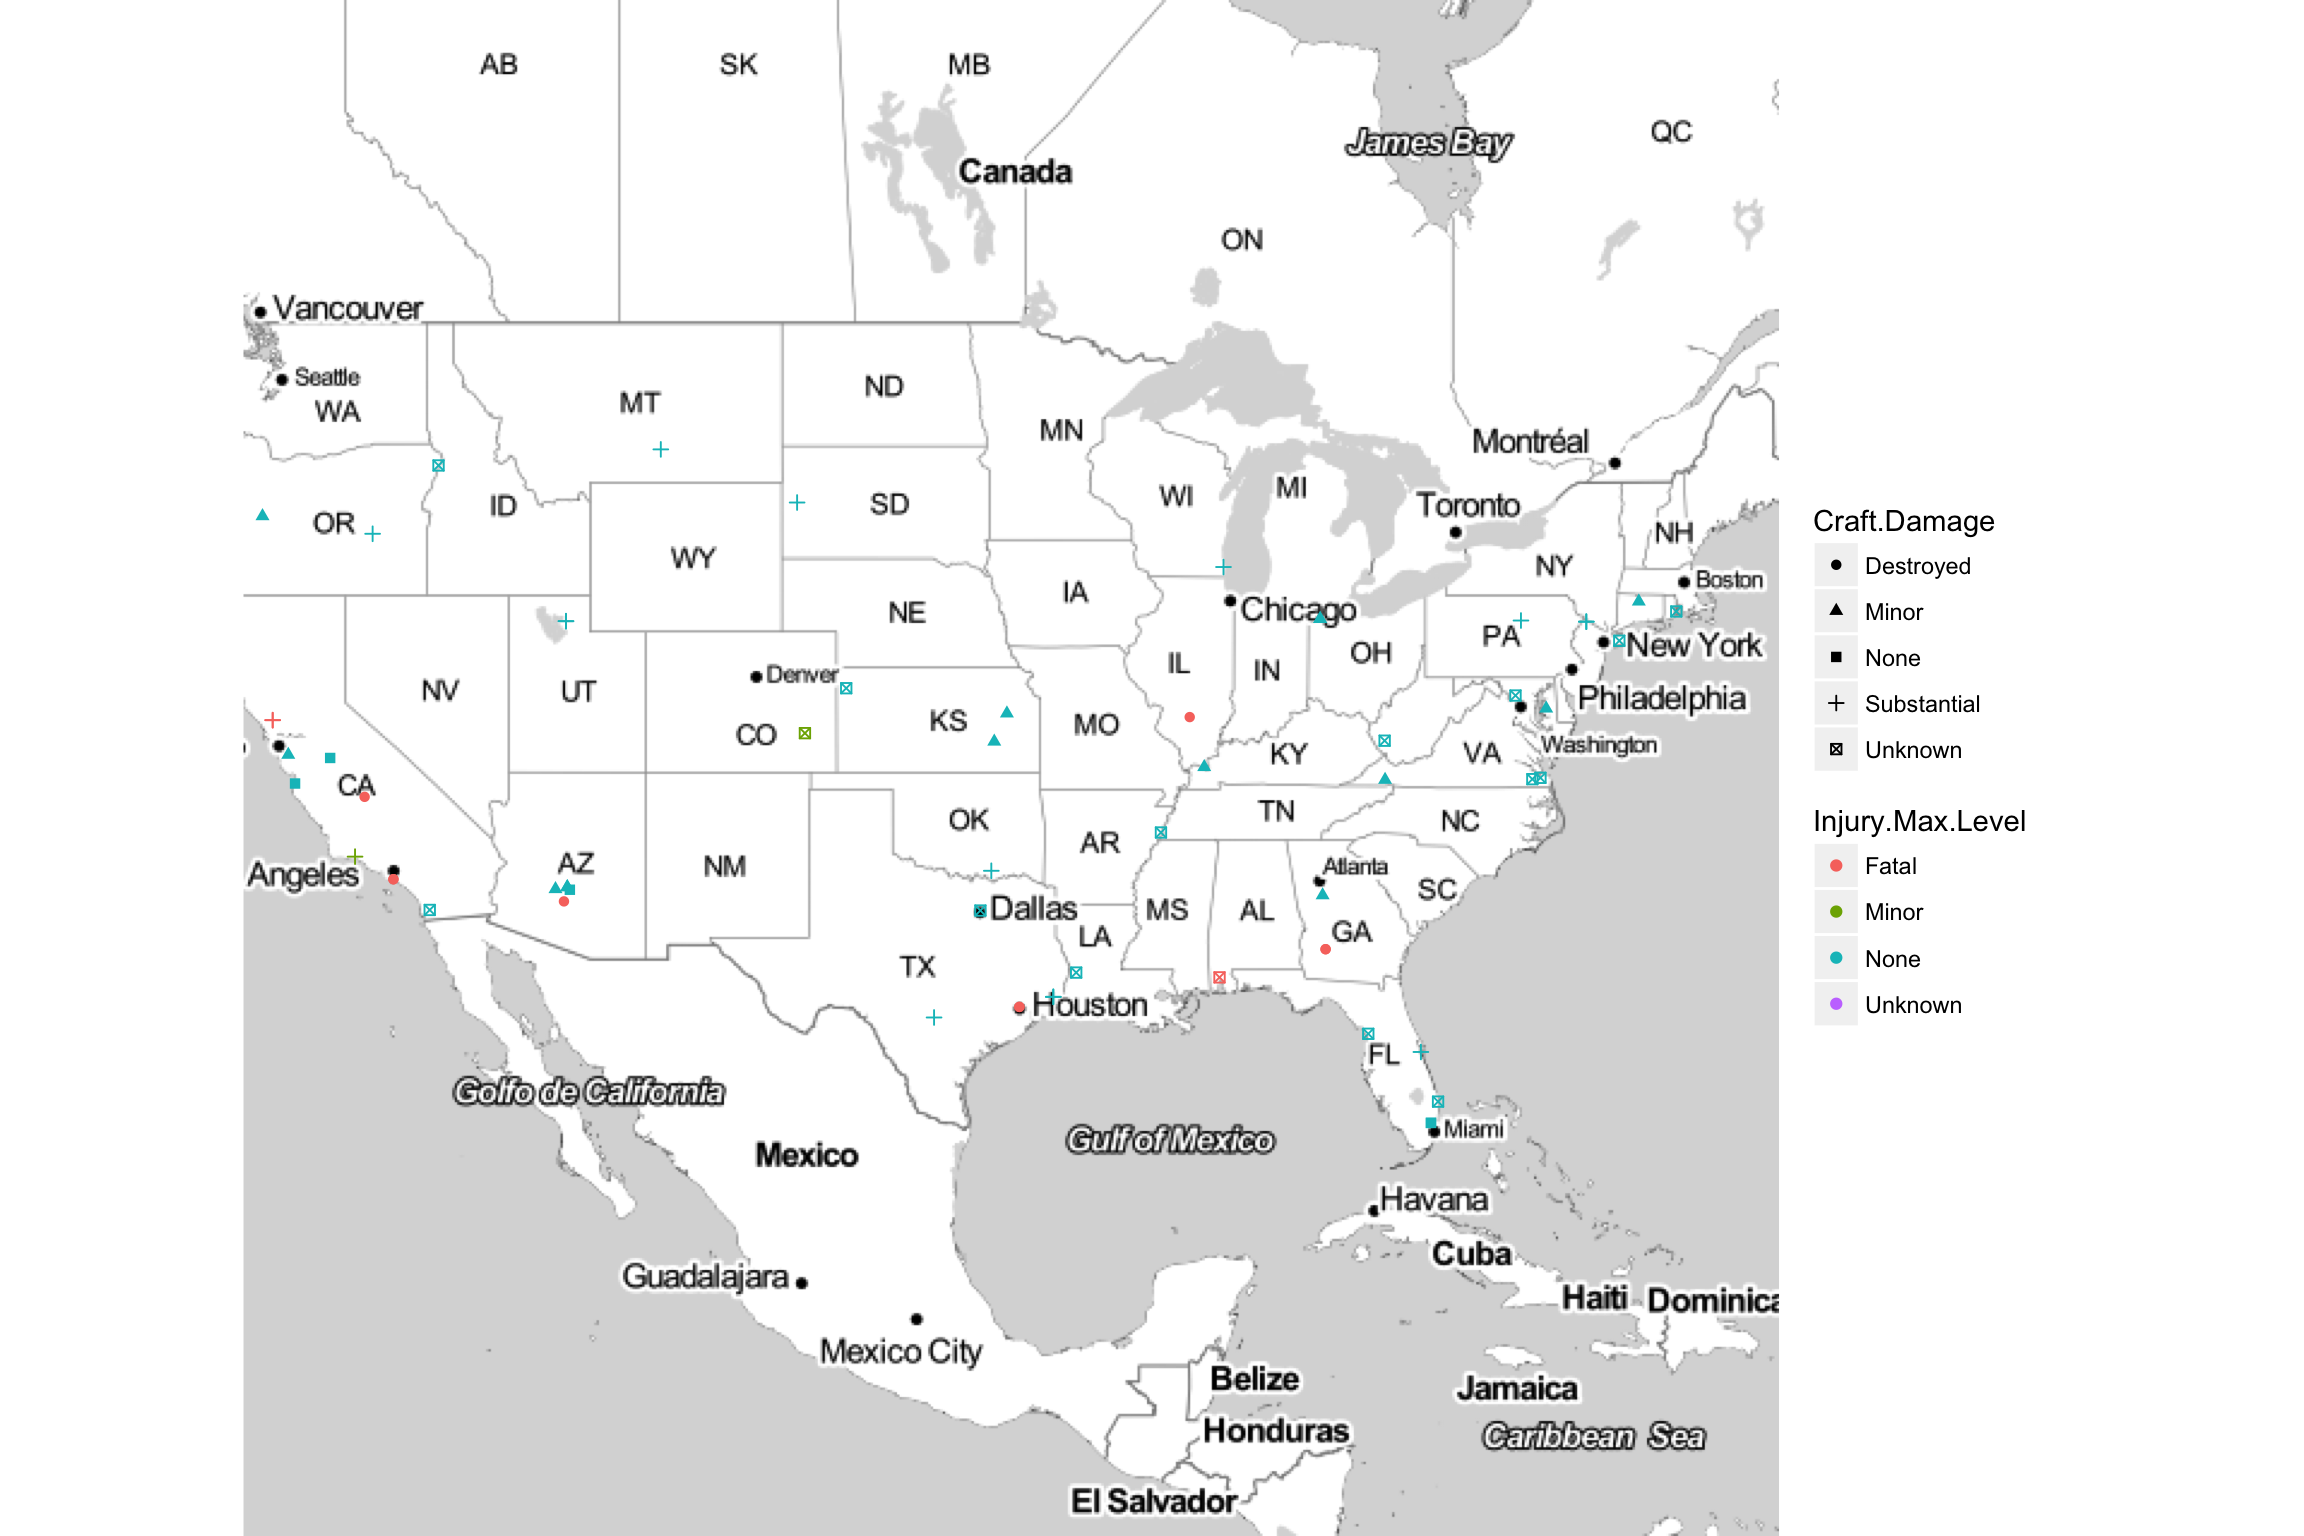 AB
SK
MB
QC
James Bay
Canada
ON
Vancouver
Seattle
WA
MT
ND
MN
Montréal
WI
MI
Toronto
OR
ID
SD
NH
WY
NY
Boston
IA
NE
Chicago
PA
New York
NV
UT
Denver
IL
IN
OH
Philadelphia
CO
KS
MO
KY
VA
Washington
CA
OK
TN
NC
AR
Angeles
AZ
NM
Atlanta
SC
Dallas
MS
AL
GA
LA
TX
Houston
FL
Golfo de California
Miami
Gulf of Mexico
Mexico
Havana
Cuba
Guadalajara
Haiti
Dominica
Mexico City
Belize
Jamaica
Honduras
Caribbean Sea
El Salvador
Craft.Damage
Destroyed
Minor
None
Substantial
Unknown
Injury.Max.Level
Fatal
Minor
None
Unknown